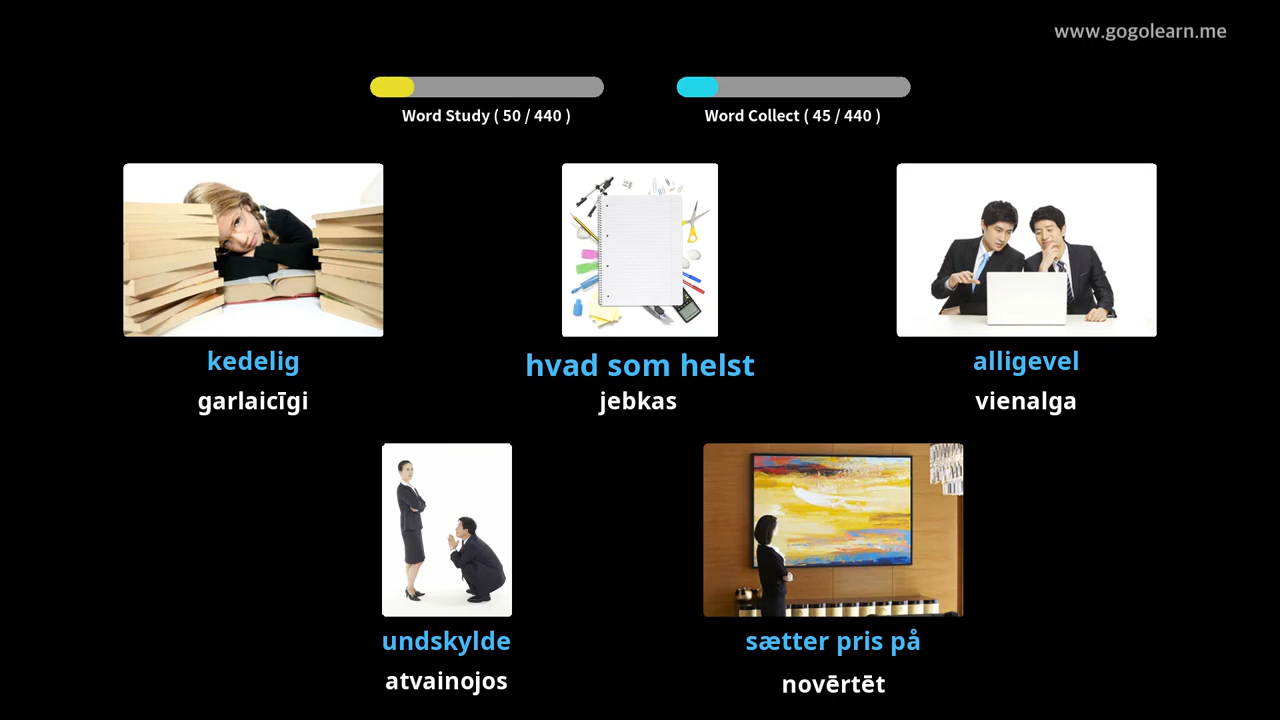 www.gogolearn.me
Word Study ( 50 / 440 )
Word Collect ( 45 / 440 )
kedelig
garlaicīgi
hvad som helst
jebkas
alligevel
vienalga
undskylde
atvainojos
sætter pris på
novērtēt